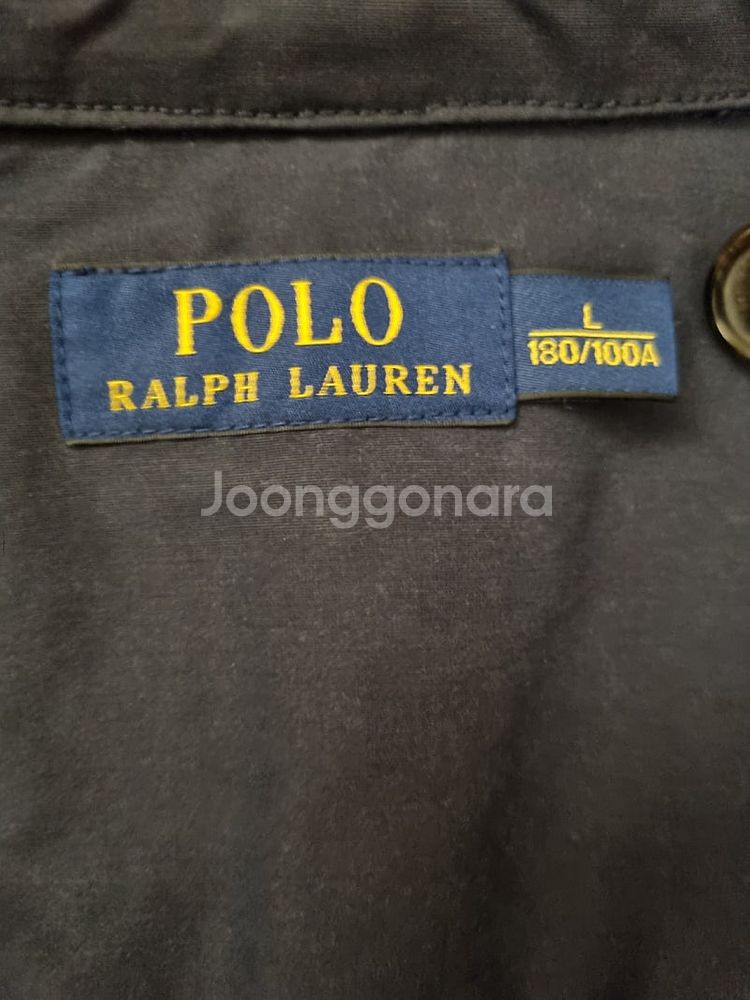 POLO
RALPH LAUREN
L
180/100A
Joonggonara